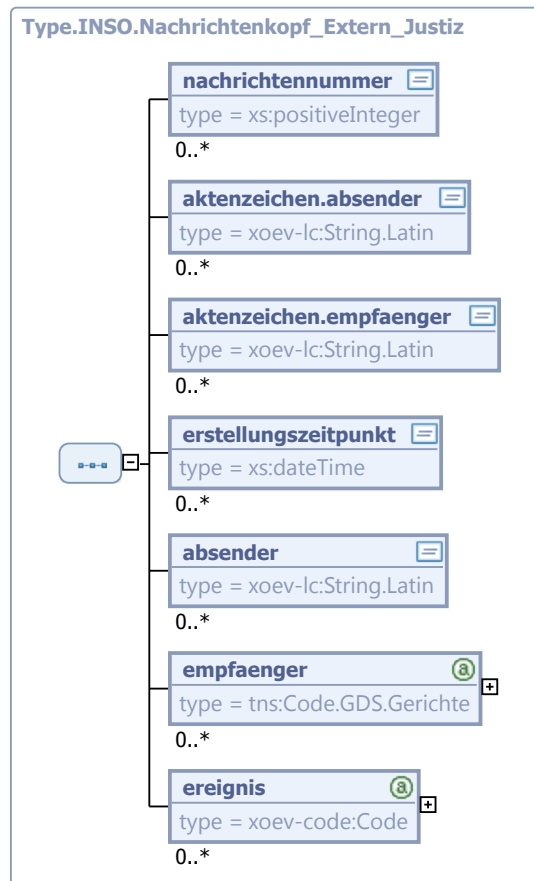 Type.INSO.Nachrichtenkopf_Extern_Justiz
nachrichtennummer
type = xs:positiveInteger
0..*
aktenzeichen.absender
type = xoev-lc:String.Latin
0..*
aktenzeichen.empfaenger
type = xoev-lc:String.Latin
0..*
erstellungszeitpunkt
type = xs:dateTime
0..*
absender
type = xoev-lc:String.Latin
0..*
empfaenger
type = tns:Code.GDS.Gerichte
0..*
ereignis
type = xoev-code:Code
0..*